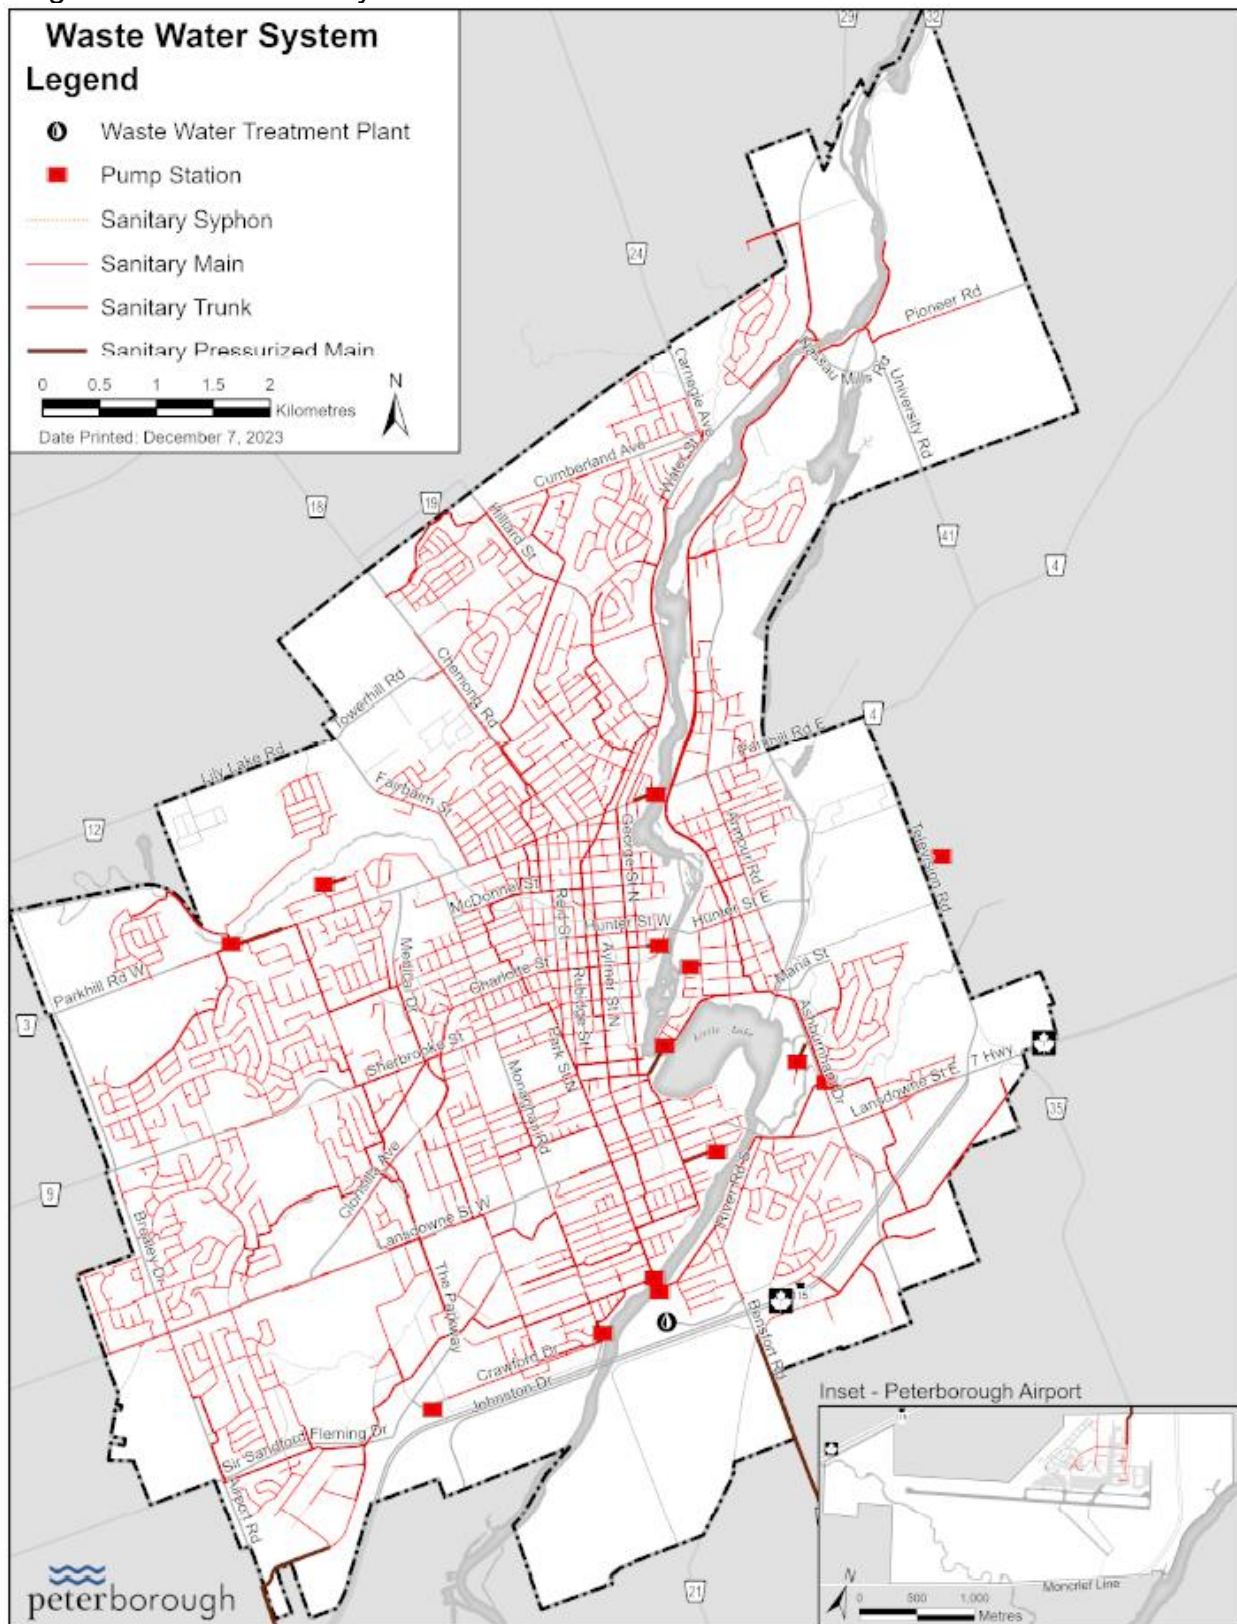 Waste Water System
Legend
Waste Water Treatment Plant
Pump Station
Sanitary Syphon
Sanitary Main
Sanitary Trunk
Sanitary Pressurized Main
0 0.5 1 1.5 2
Kilometres
N
Date Printed: December 7, 2023
29
32
24
Pioneer Rd
Nassau Mills Rd
University Rd
Carnegie Ave
Water St
Cumberland Ave
18
19
Hilliard St
41
4
Chemong Rd
Towerhill Rd
4
Lily Lake Rd
Parkhill Rd E
Fairbairn St
12
George St N
Armour Rd
Television Rd
McDonnel St
Reid St
Hunter St W
Hunter St E
Medical Dr
Aylmer St N
Charlotte St
Maria St
Parkhill Rd W
Rubidge St
3
Little Lake
Ashburnham Dr
7 Hwy
Sherbrooke St
Park St N
Monaghan Rd
Lansdowne St E
35
Clonsilla Ave
9
River Rd S
Lansdowne St W
Brealey Dr
The Parkway
15
Bensfort Rd
Crawford Dr
Johnston Dr
Sir Sandford Fleming Dr
Airport Rd
Inset - Peterborough Airport
Moncrief Line
N
0 500 1,000
Metres
21
peterborough